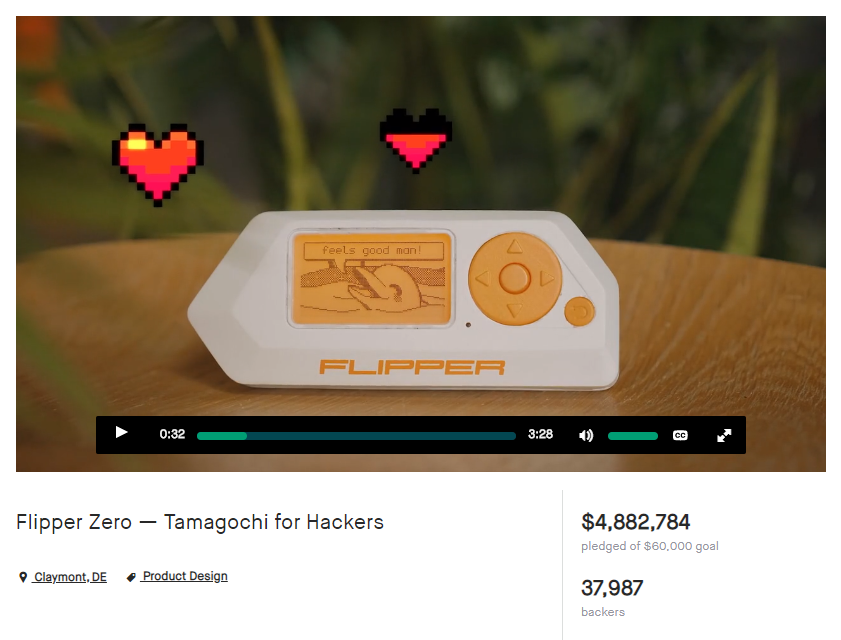 feels good man!
FLIPPER
0:32
3:28
CC
Flipper Zero — Tamagochi for Hackers
$4,882,784
pledged of $60,000 goal
Claymont, DE
Product Design
37,987
backers